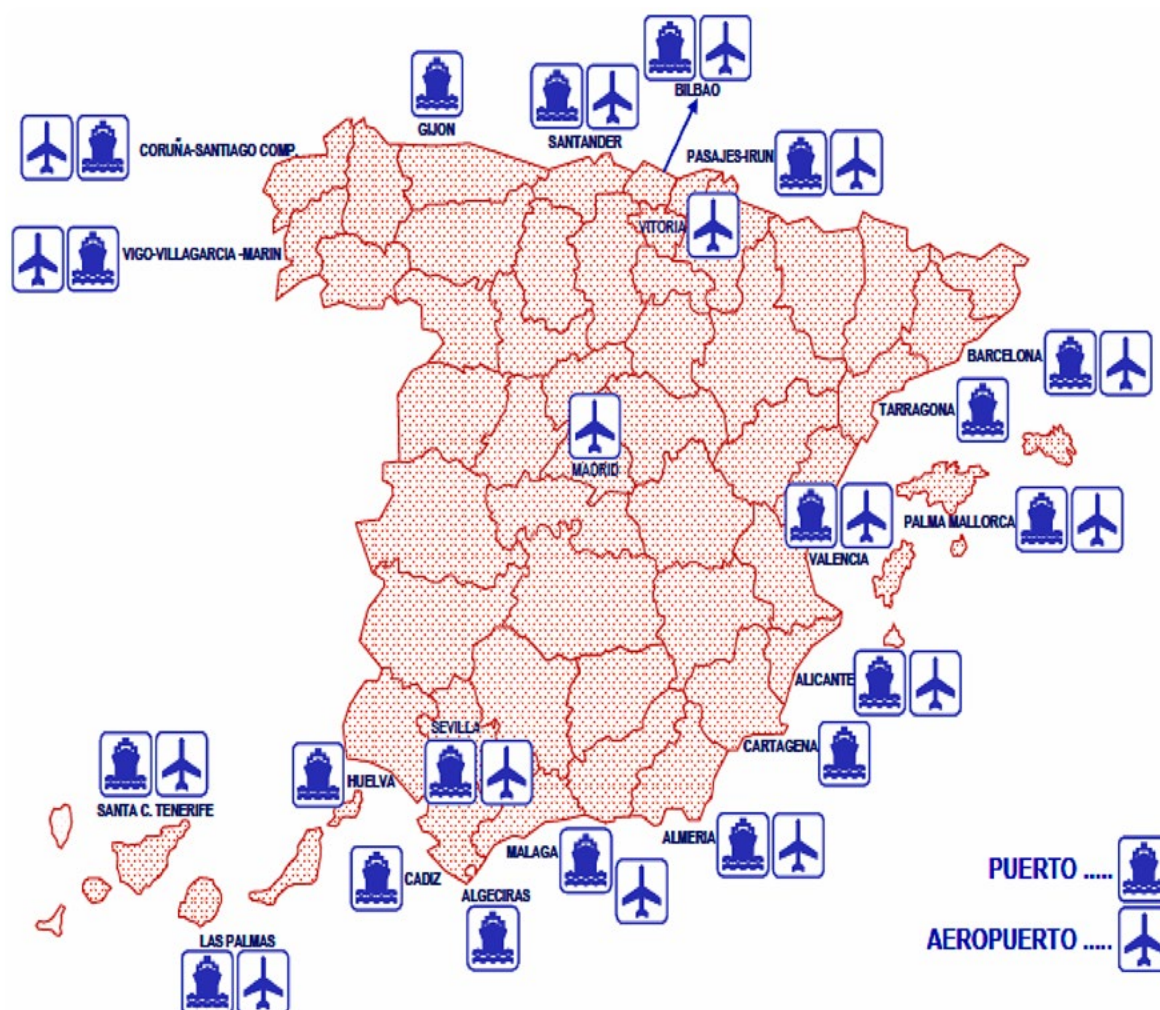 BILBAO
GIJON
SANTANDER
CORUÑA-SANTIAGO COMP.
PASAJES-IRUN
VITORIA
VIGO-VILLAGARCIA -MARIN
BARCELONA
TARRAGONA
MADRID
PALMA MALLORCA
VALENCIA
ALICANTE
SEVILLA
CARTAGENA
HUELVA
SANTA C. TENERIFE
ALMERIA
MALAGA
CADIZ
ALGECIRAS
LAS PALMAS
PUERTO .....
AEROPUERTO .....